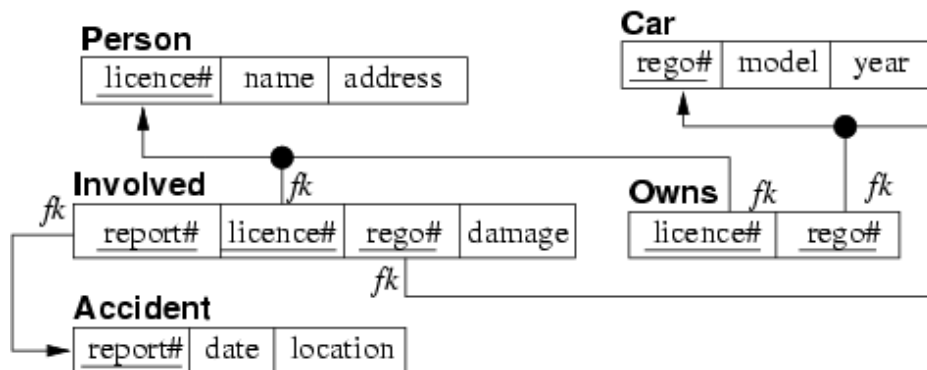 Person
licence# name address
Car
rego# model year
Involved
fk
fk
report# licence# rego# damage
fk
Owns
fk
fk
licence# rego#
Accident
report# date location